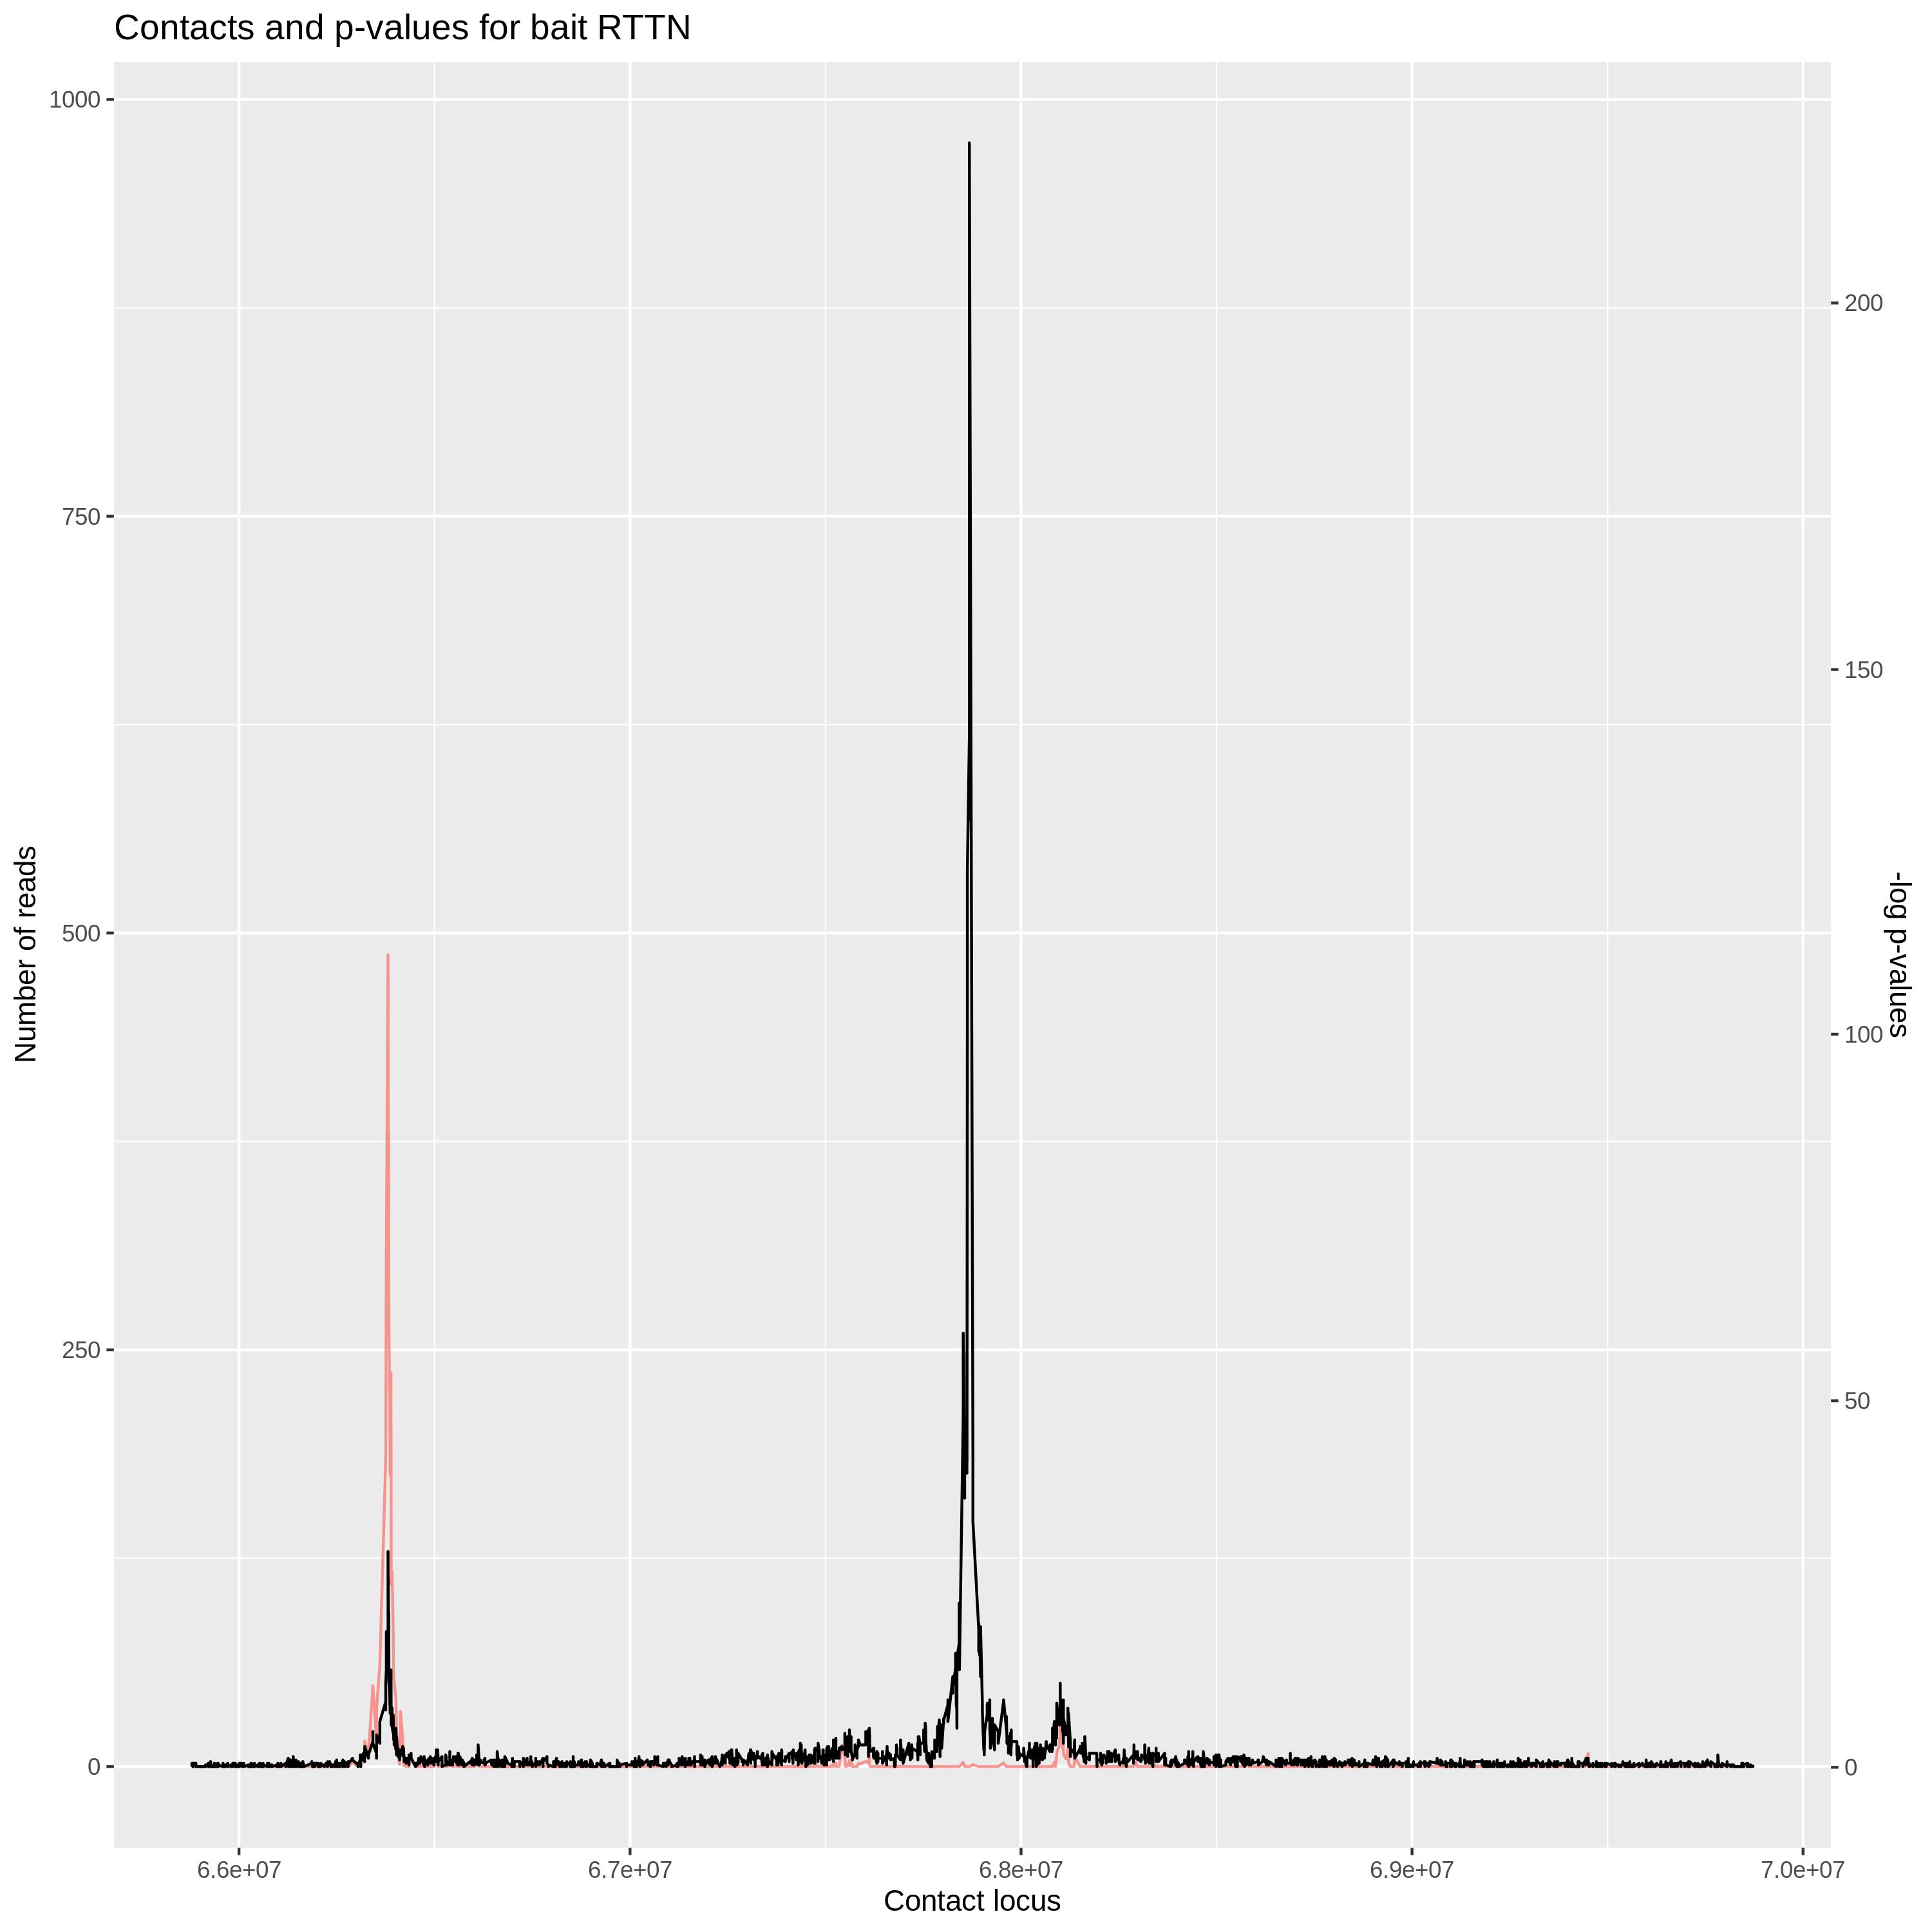 Contacts and p-values for bait RTTN
1000
750
500
250
0
Number of reads
200
150
100
50
0
-log p-values
6.6e+07
6.7e+07
6.8e+07
6.9e+07
7.0e+07
Contact locus